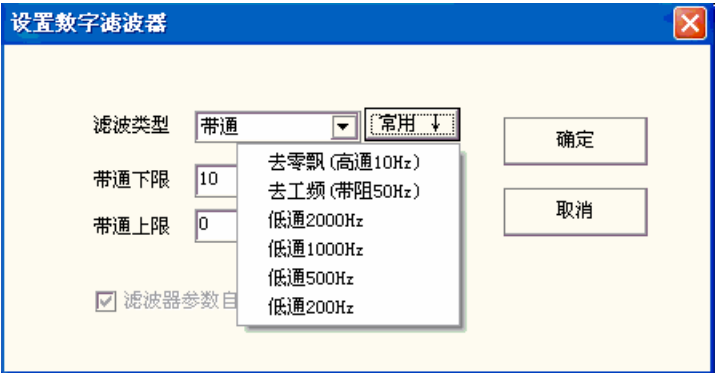 设置数字滤波器
滤波类型 带通 常用 ↓
去零飘(高通10Hz)
确定
带通下限 10
去工频(带阻50Hz)
带通上限 0
低通2000Hz
取消
低通1000Hz
低通500Hz
滤波器参数自
低通200Hz